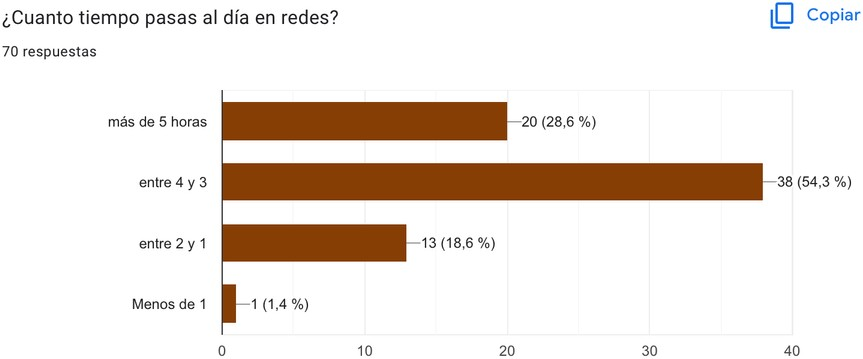 ¿Cuanto tiempo pasas al día en redes?
Copiar
70 respuestas
más de 5 horas
20 (28,6 %)
entre 4 y 3
38 (54,3 %)
entre 2 y 1
13 (18,6 %)
Menos de 1
1 (1,4 %)
0 10 20 30 40